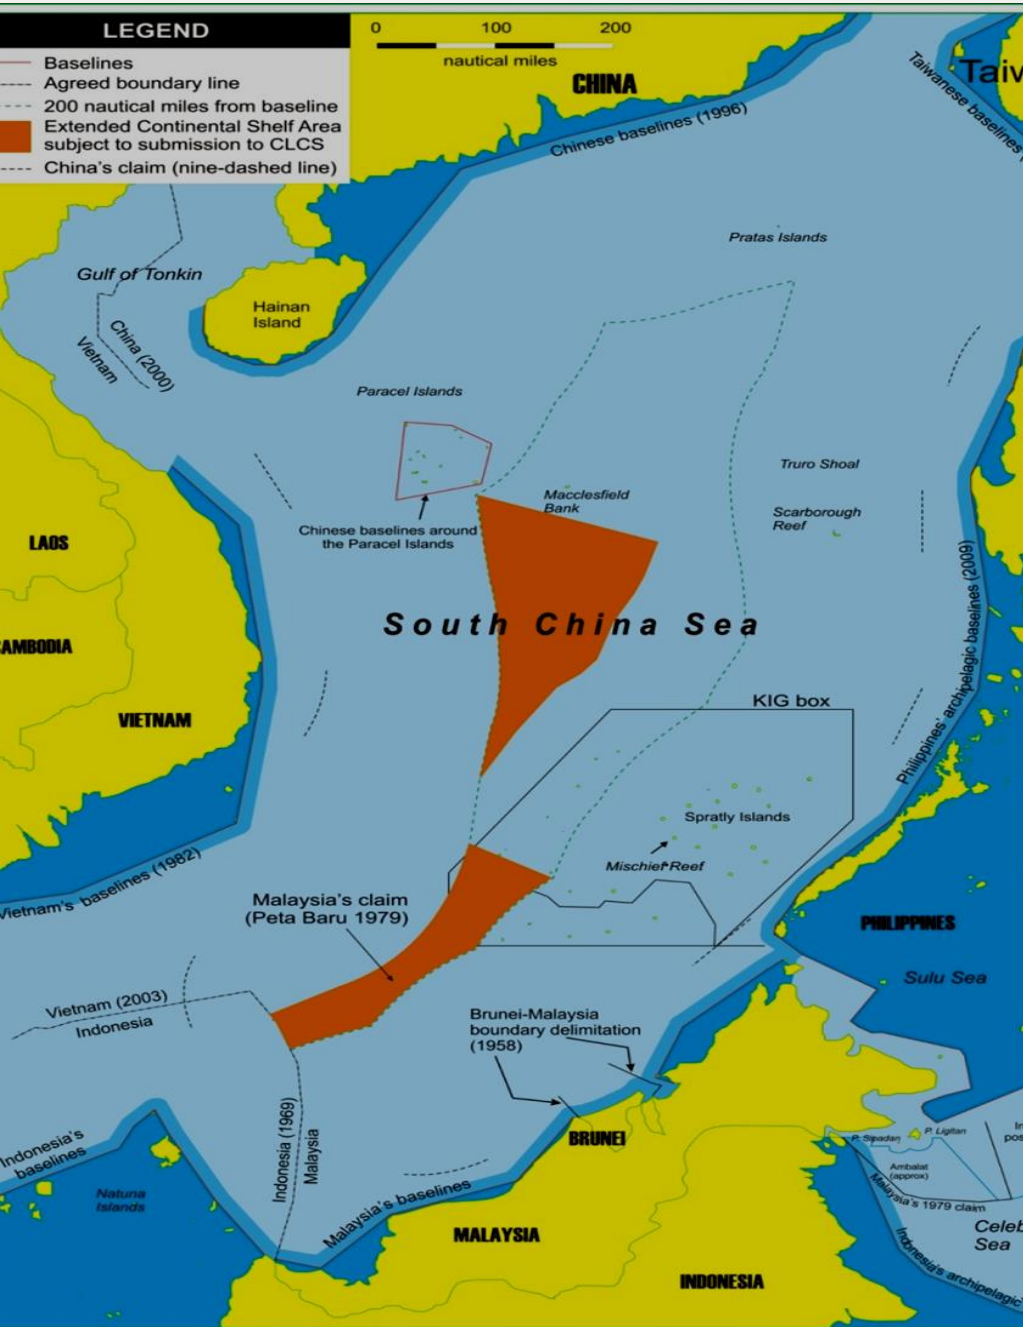 LEGEND
Baselines
Agreed boundary line
200 nautical miles from baseline
Extended Continental Shelf Area
subject to submission to CLCS
China's claim (nine-dashed line)
0 100 200
nautical miles
CHINA
Chinese baselines (1996)
Taiwanese baselines
Taiw
Pratas Islands
Gulf of Tonkin
Hainan
Island
China (2000)
Vietnam
Paracel Islands
Truro Shoal
Macclesfield
Bank
Scarborough
Reef
Chinese baselines around
the Paracel Islands
LAOS
South China Sea
CAMBODIA
VIETNAM
KIG box
Philippines' archipelagic baselines (2009)
Spratly Islands
Mischief Reef
Vietnam's baselines (1982)
Malaysia's claim
(Peta Baru 1979)
PHILIPPINES
Sulu Sea
Vietnam (2003)
Indonesia
Brunei-Malaysia
boundary delimitation
(1958)
Indonesia (1969)
Malaysia
BRUNEI
Indonesia's
baselines
Natuna
Islands
Malaysia's baselines
P. Sipadan
P. Ligitan
In
pos
Ambalat
(approx)
Malaysia's 1979 claim
Celeb
Sea
Indonesia's archipelagic
MALAYSIA
INDONESIA